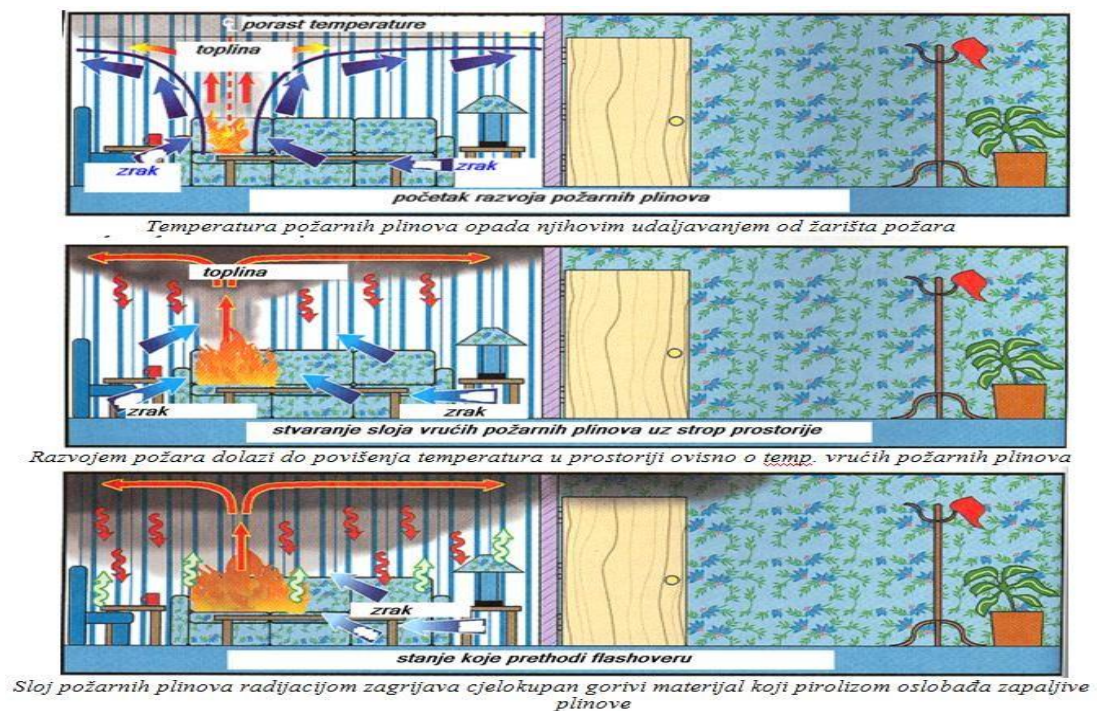 porast temperature
toplina
zrak
zrak
početak razvoja požarnih plinova
Temperatura požarnih plinova opada njihovim udaljavanjem od žarišta požara
toplina
zrak
zrak
stvaranje sloja vrućih požarnih plinova uz strop prostorije
Razvojem požara dolazi do povišenja temperatura u prostoriji ovisno o temp. vrućih požarnih plinova
zrak
stanje koje prethodi flashoveru
Sloj požarnih plinova radijacijom zagrijava cjelokupan gorivi materijal koji pirolizom oslobađa zapaljive
plinove